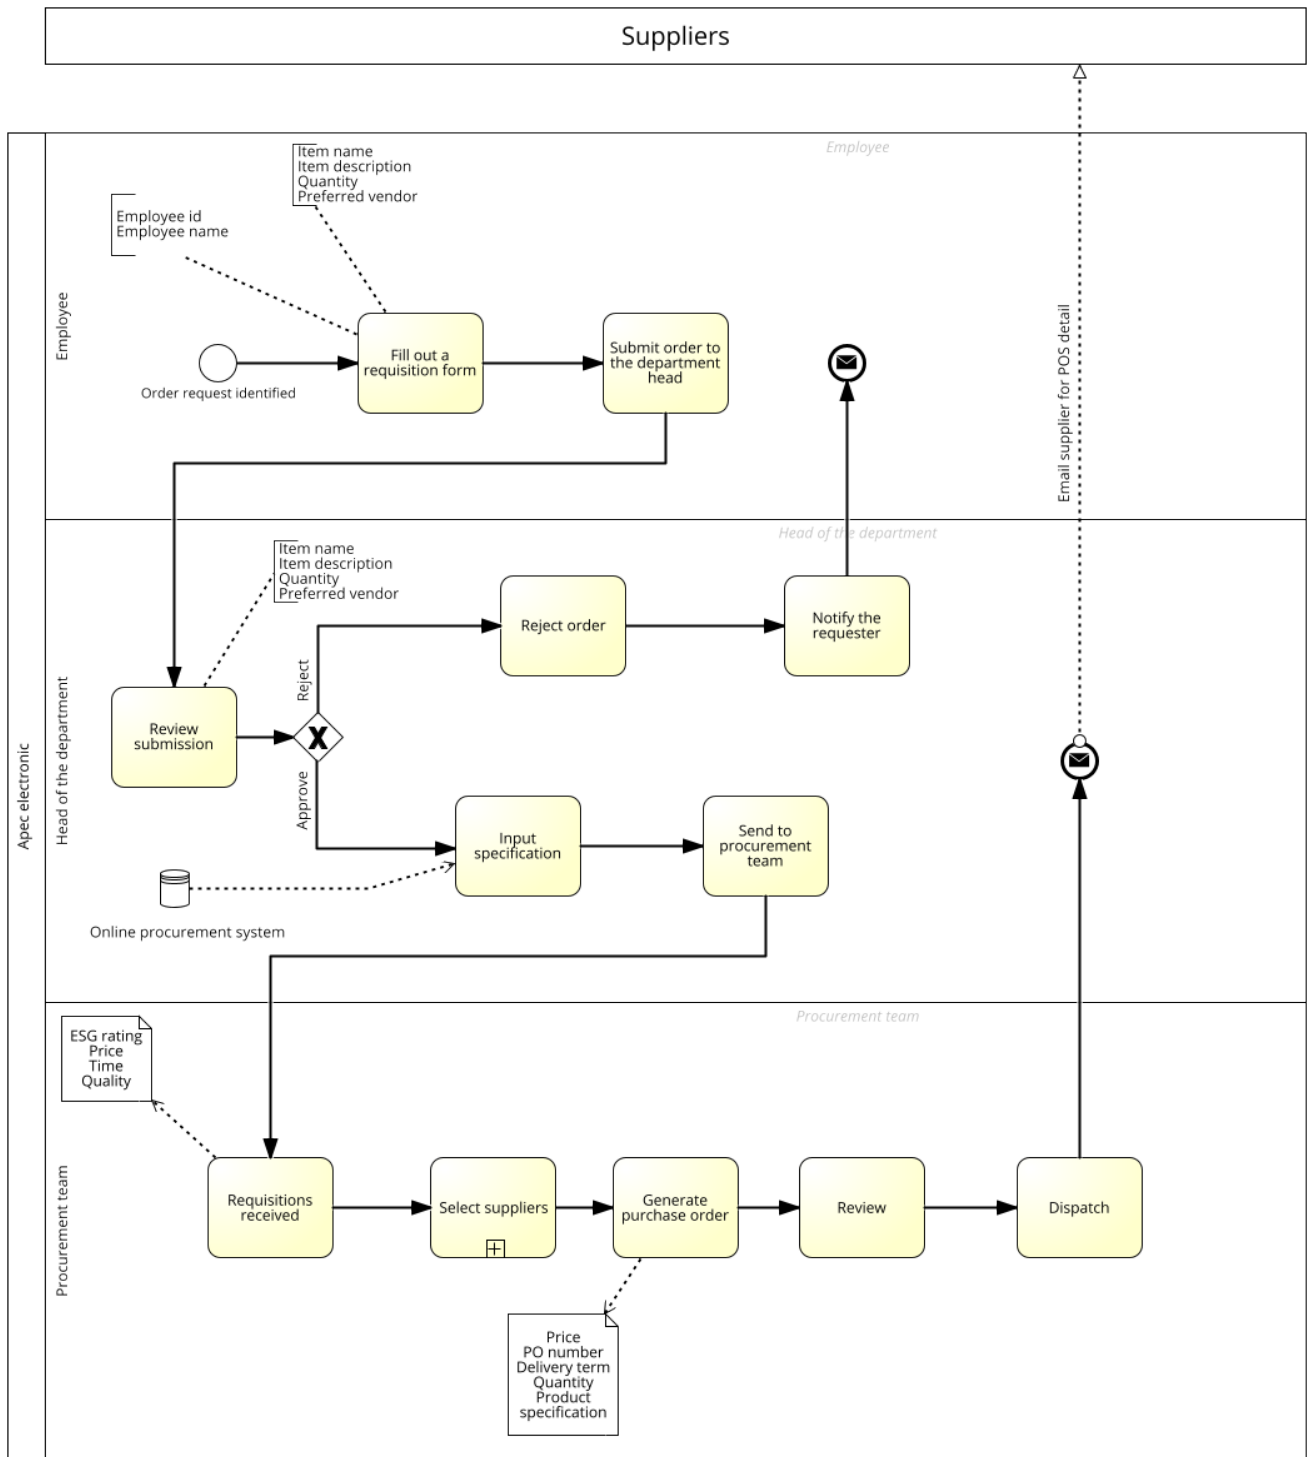 Suppliers
Employee
Item name
Item description
Quantity
Preferred vendor
Employee id
Employee name
Employee
Fill out a
requisition form
Submit order to
the department
head
Order request identified
Email supplier for POS detail
Head of the department
Item name
Item description
Quantity
Preferred vendor
Reject order
Notify the
requester
Reject
Review
submission
Apec electronic
Head of the department
Approve
Input
specification
Send to
procurement
team
Online procurement system
Procurement team
ESG rating
Price
Time
Quality
Procurement team
Requisitions
received
Select suppliers
Generate
purchase order
Review
Dispatch
Price
PO number
Delivery term
Quantity
Product
specification